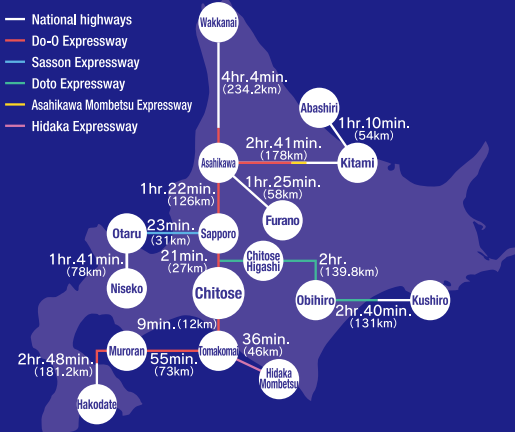 National highways
Do-O Expressway
Sasson Expressway
Doto Expressway
Asahikawa Mombetsu Expressway
Hidaka Expressway
Wakkanai
4hr.4min.
(234.2km)
Abashiri
1hr.10min.
(54km)
2hr.41min.
(178km)
Asahikawa
Kitami
1hr.22min.
(126km)
1hr.25min.
(58km)
Furano
Otaru
23min.
(31km)
Sapporo
1hr.41min.
(78km)
21min.
(27km)
Chitose
Higashi
2hr.
(139.8km)
Niseko
Chitose
Obihiro
Kushiro
2hr.40min.
(131km)
9min.(12km)
36min.
(46km)
Muroran
Tomakomai
2hr.48min.
(181.2km)
55min.
(73km)
Hidaka
Mombetsu
Hakodate